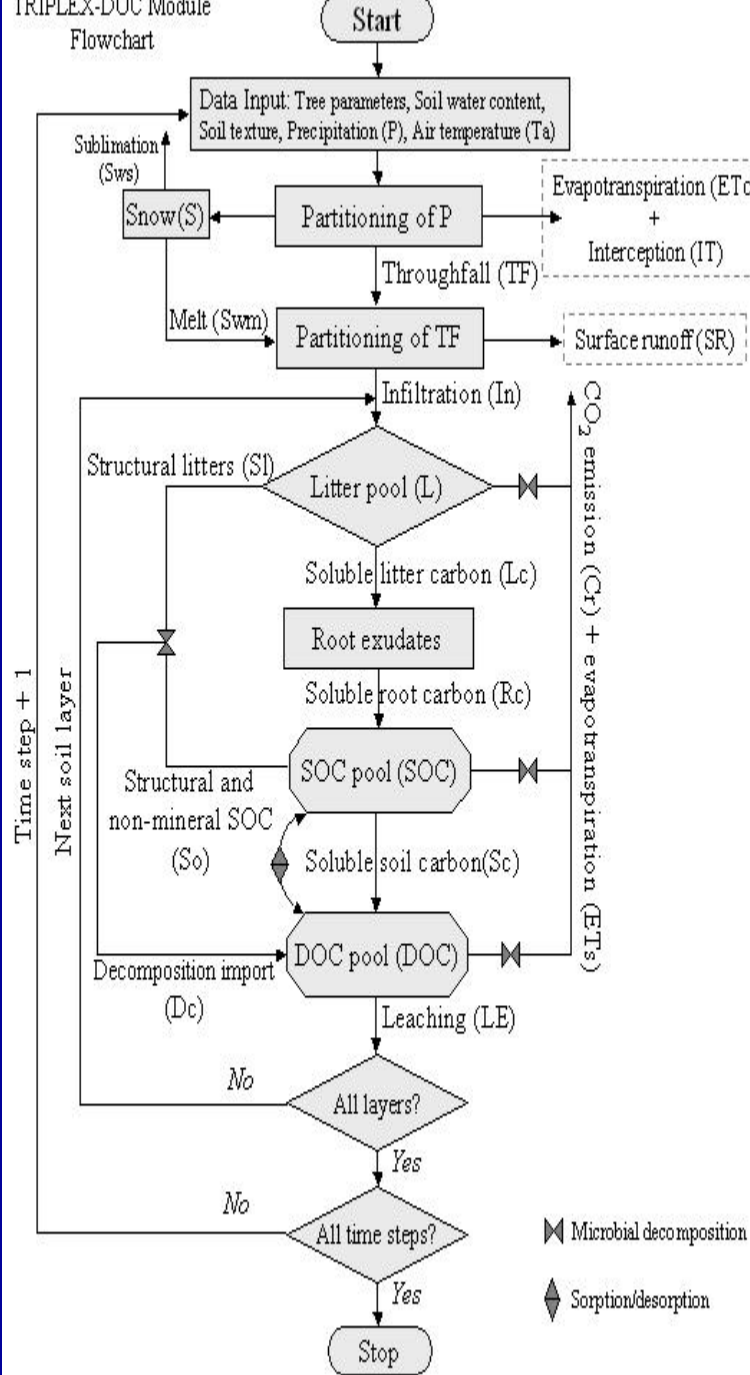 TRIPLEX-DOC Module
Flowchart
Start
Data Input: Tree parameters, Soil water content,
Soil texture, Precipitation (P), Air temperature (Ta)
Sublimation
(Sws)
Snow(S)
Partitioning of P
Evapotranspiration (ETc
+
Interception (IT)
Throughfall (TF)
Melt (Swm)
Partitioning of TF
Surface runoff (SR)
Infiltration (In)
Structural litters (Sl)
Litter pool (L)
Soluble litter carbon (Lc)
Root exudates
Soluble root carbon (Rc)
SOC pool (SOC)
Structural and
non-mineral SOC
(So)
Soluble soil carbon(Sc)
DOC pool (DOC)
Decomposition import
(Dc)
Leaching (LE)
CO₂ emission (Cr) + evapotranspiration (ETs)
Time step + 1
Next soil layer
No
All layers?
Yes
No
All time steps?
Yes
Stop
Microbial decomposition
Sorption/desorption